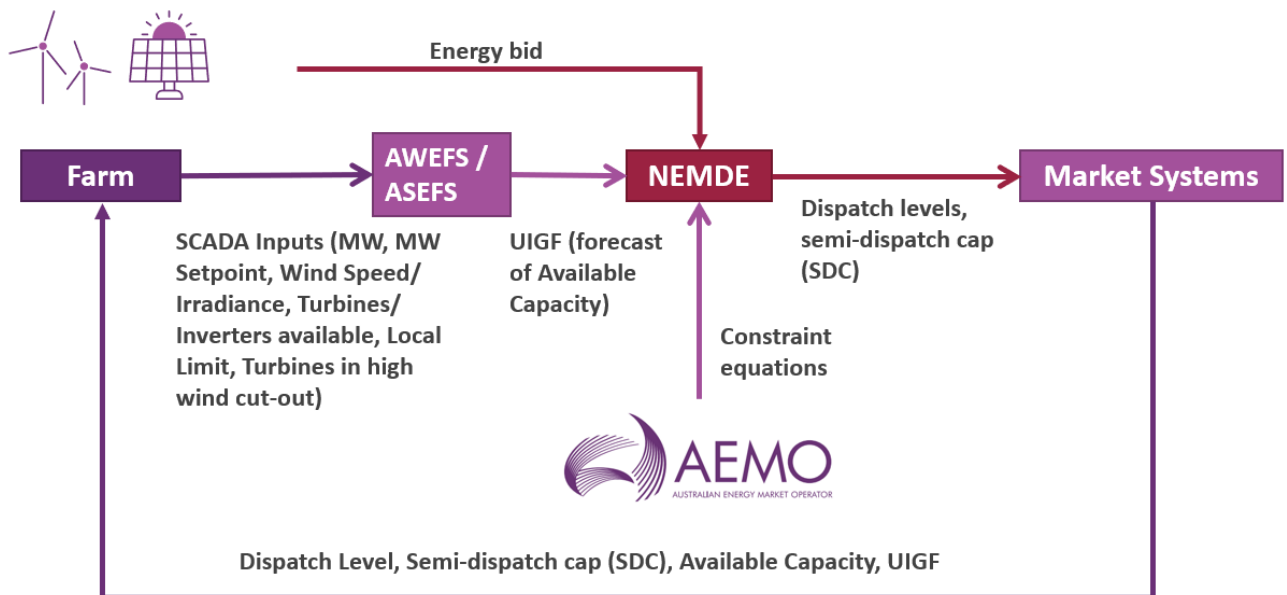 Energy bid
Farm
AWEFS /
ASEFS
NEMDE
Market Systems
SCADA Inputs (MW, MW
Setpoint, Wind Speed/
Irradiance, Turbines/
Inverters available, Local
Limit, Turbines in high
wind cut-out)
UIGF (forecast
of Available
Capacity)
Dispatch levels,
semi-dispatch cap
(SDC)
Constraint
equations
AEMO
AUSTRALIAN ENERGY MARKET OPERATOR
Dispatch Level, Semi-dispatch cap (SDC), Available Capacity, UIGF